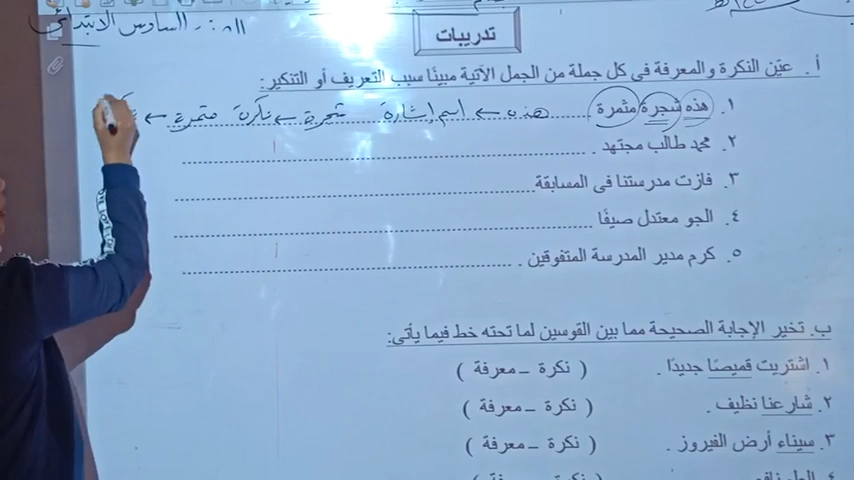 السادس الابتدائي
تدريبات
أ. عيّن النكرة والمعرفة في كل جملة من الجمل الآتية مبينًا سبب التعريف أو التنكير:
١. هذه شجرة مثمرة هذه ← اسم إشارة شجرة ← نكرة مثمرة ←
٢. محمد طالب مجتهد .
٣. فازت مدرستنا في المسابقة
٤. الجو معتدل صيفًا
٥. كرم مدير المدرسة المتفوقين .
ب. تخير الإجابة الصحيحة مما بين القوسين لما تحته خط فيما يأتي:
١. اشتريت قميصًا جديدًا . ( نكرة – معرفة )
٢. شارعنا نظيف . ( نكرة – معرفة )
٣. سيناء أرض الفيروز . ( نكرة – معرفة )